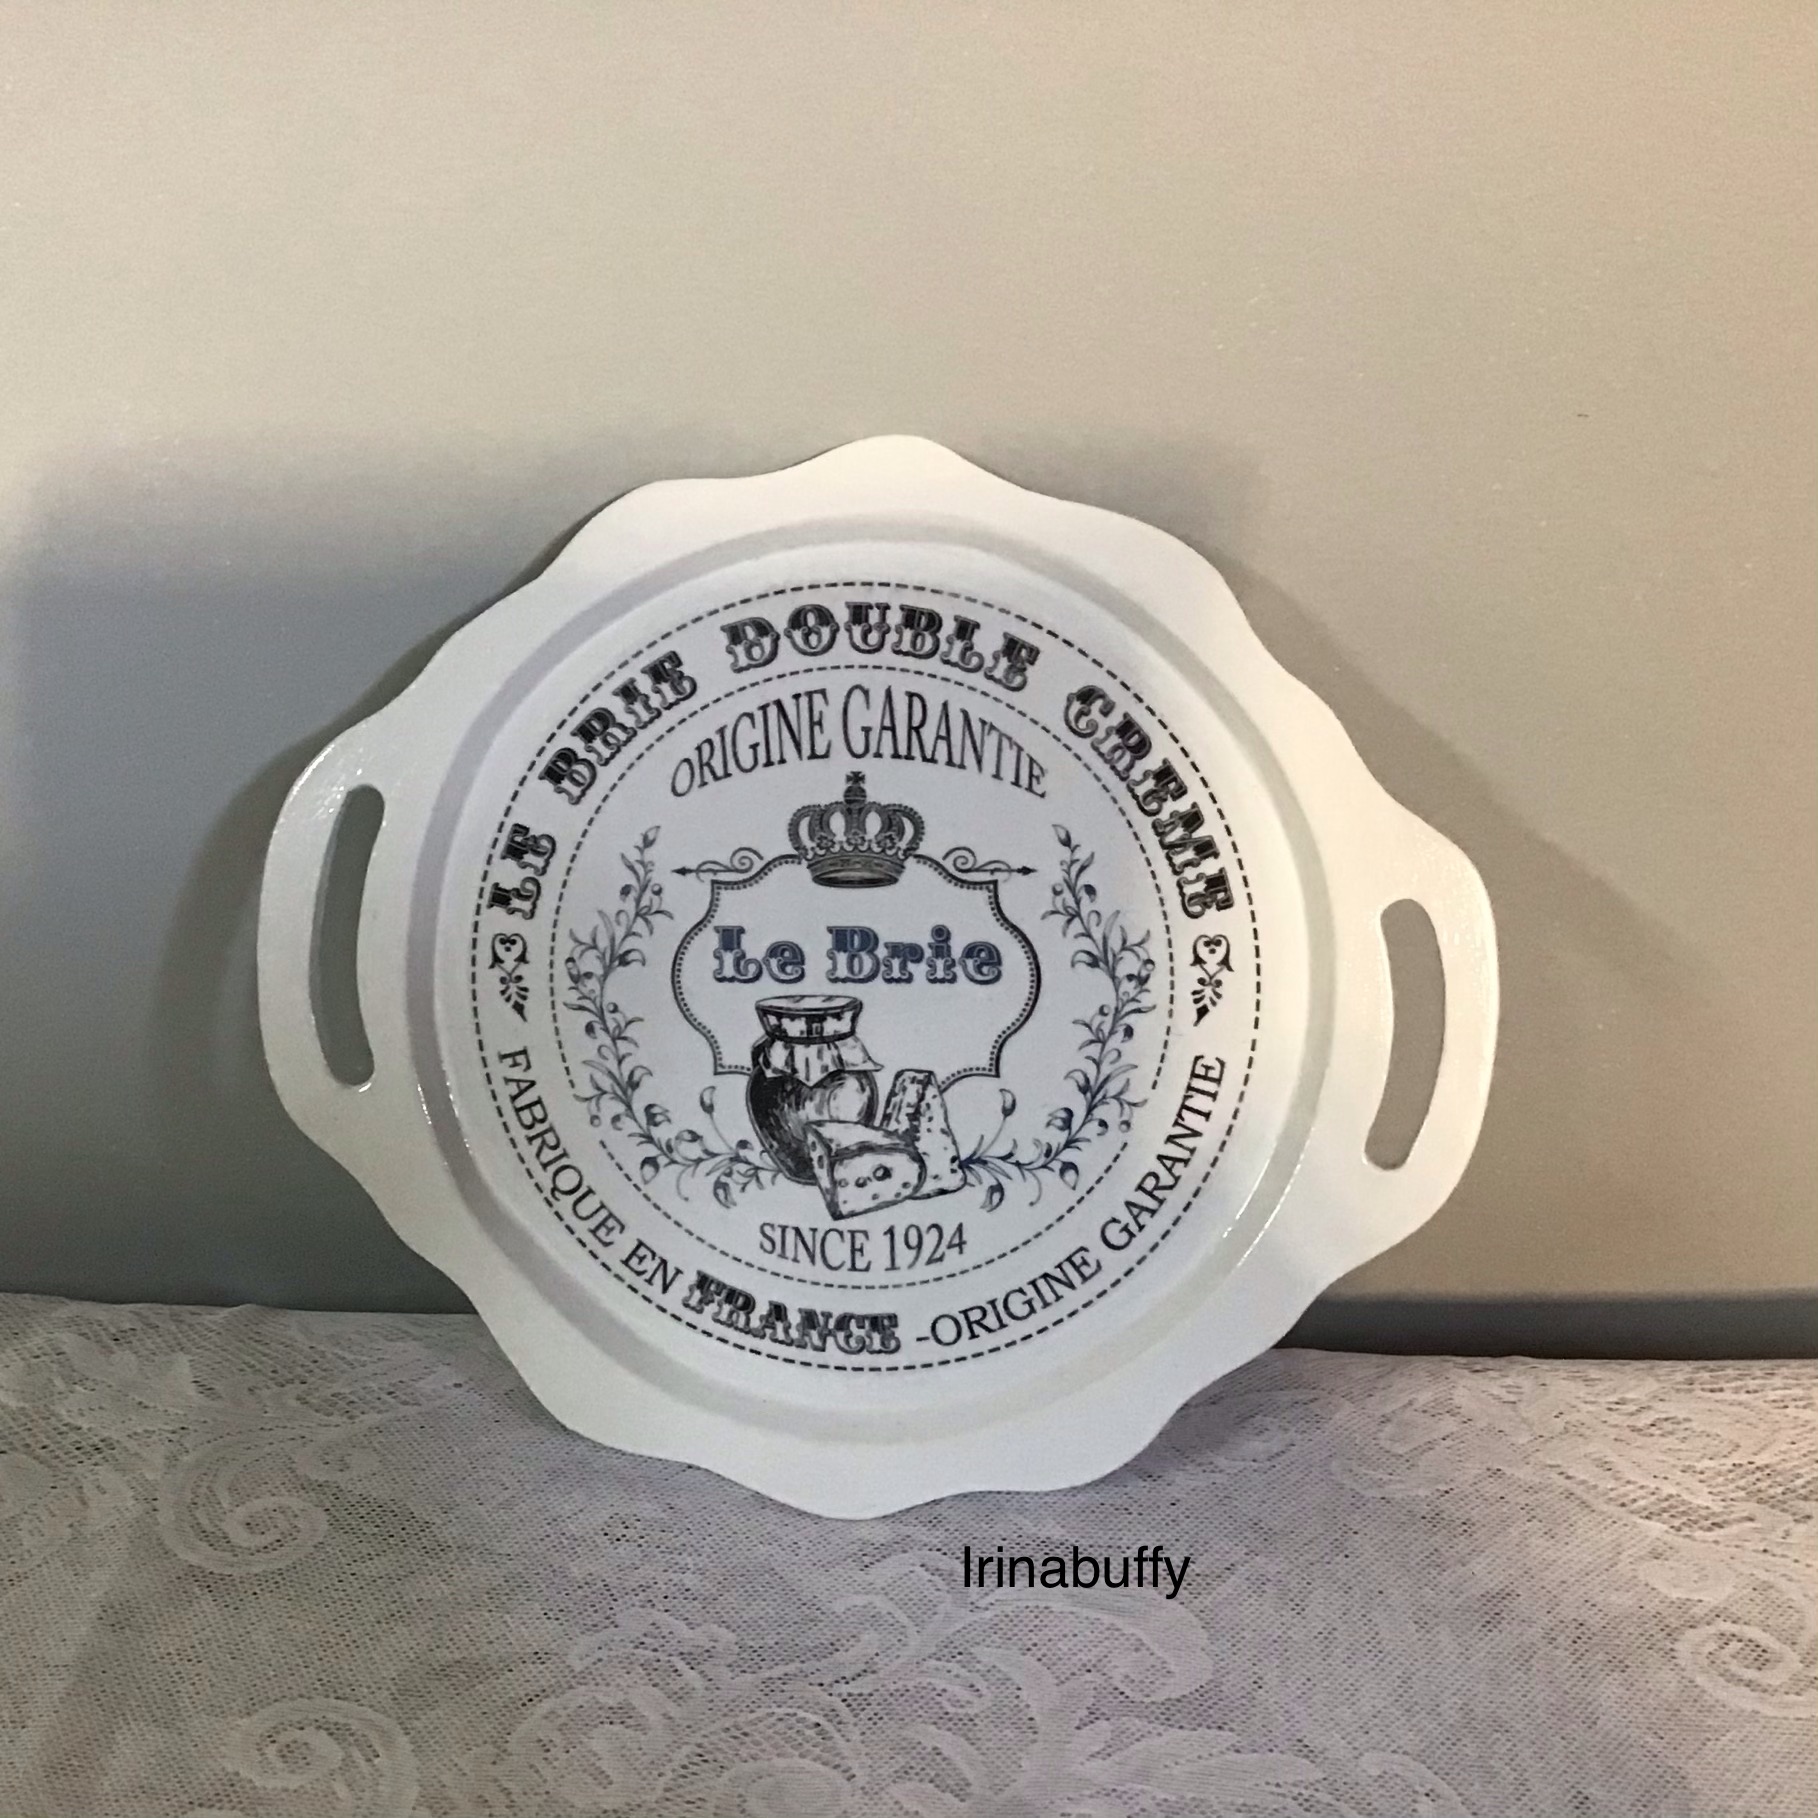 LE BRIE DOUBLE CREME
ORIGINE GARANTIE
Le Brie
SINCE 1924
FABRIQUE EN FRANCE -ORIGINE GARANTIE
Irinabuffy